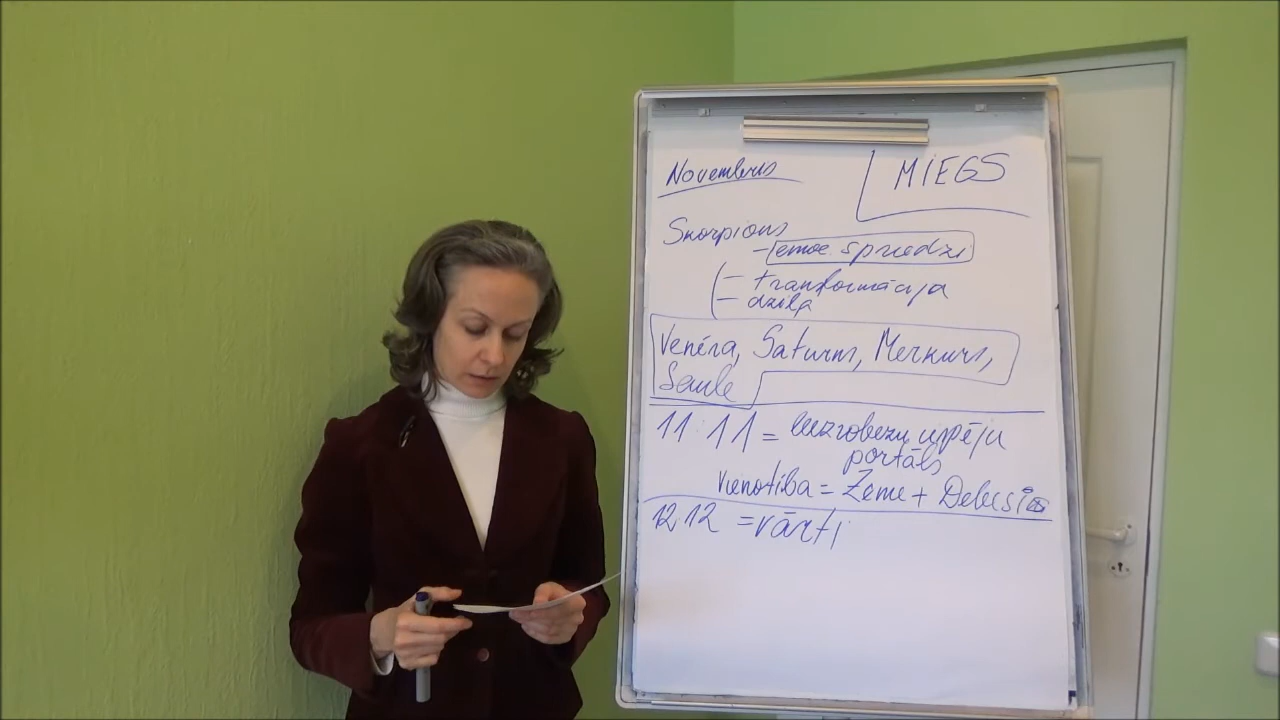 Novembris
MIEGS
Skorpions
- emoc. spriedzi
- transformācija
- dziļa
Venēra, Saturns, Merkurs,
Saule
11 11 = bezrobežu iespēju
portāls
vienotība = Zeme + Debesis
12 12 = vārti